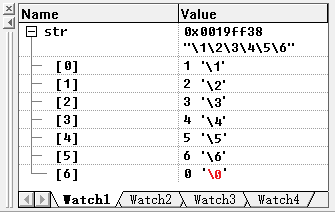 Name Value
str 0x0019ff38
"\1\2\3\4\5\6"
[0] 1 '\1'
[1] 2 '\2'
[2] 3 '\3'
[3] 4 '\4'
[4] 5 '\5'
[5] 6 '\6'
[6] 0 '\0'
Watch1 Watch2 Watch3 Watch4